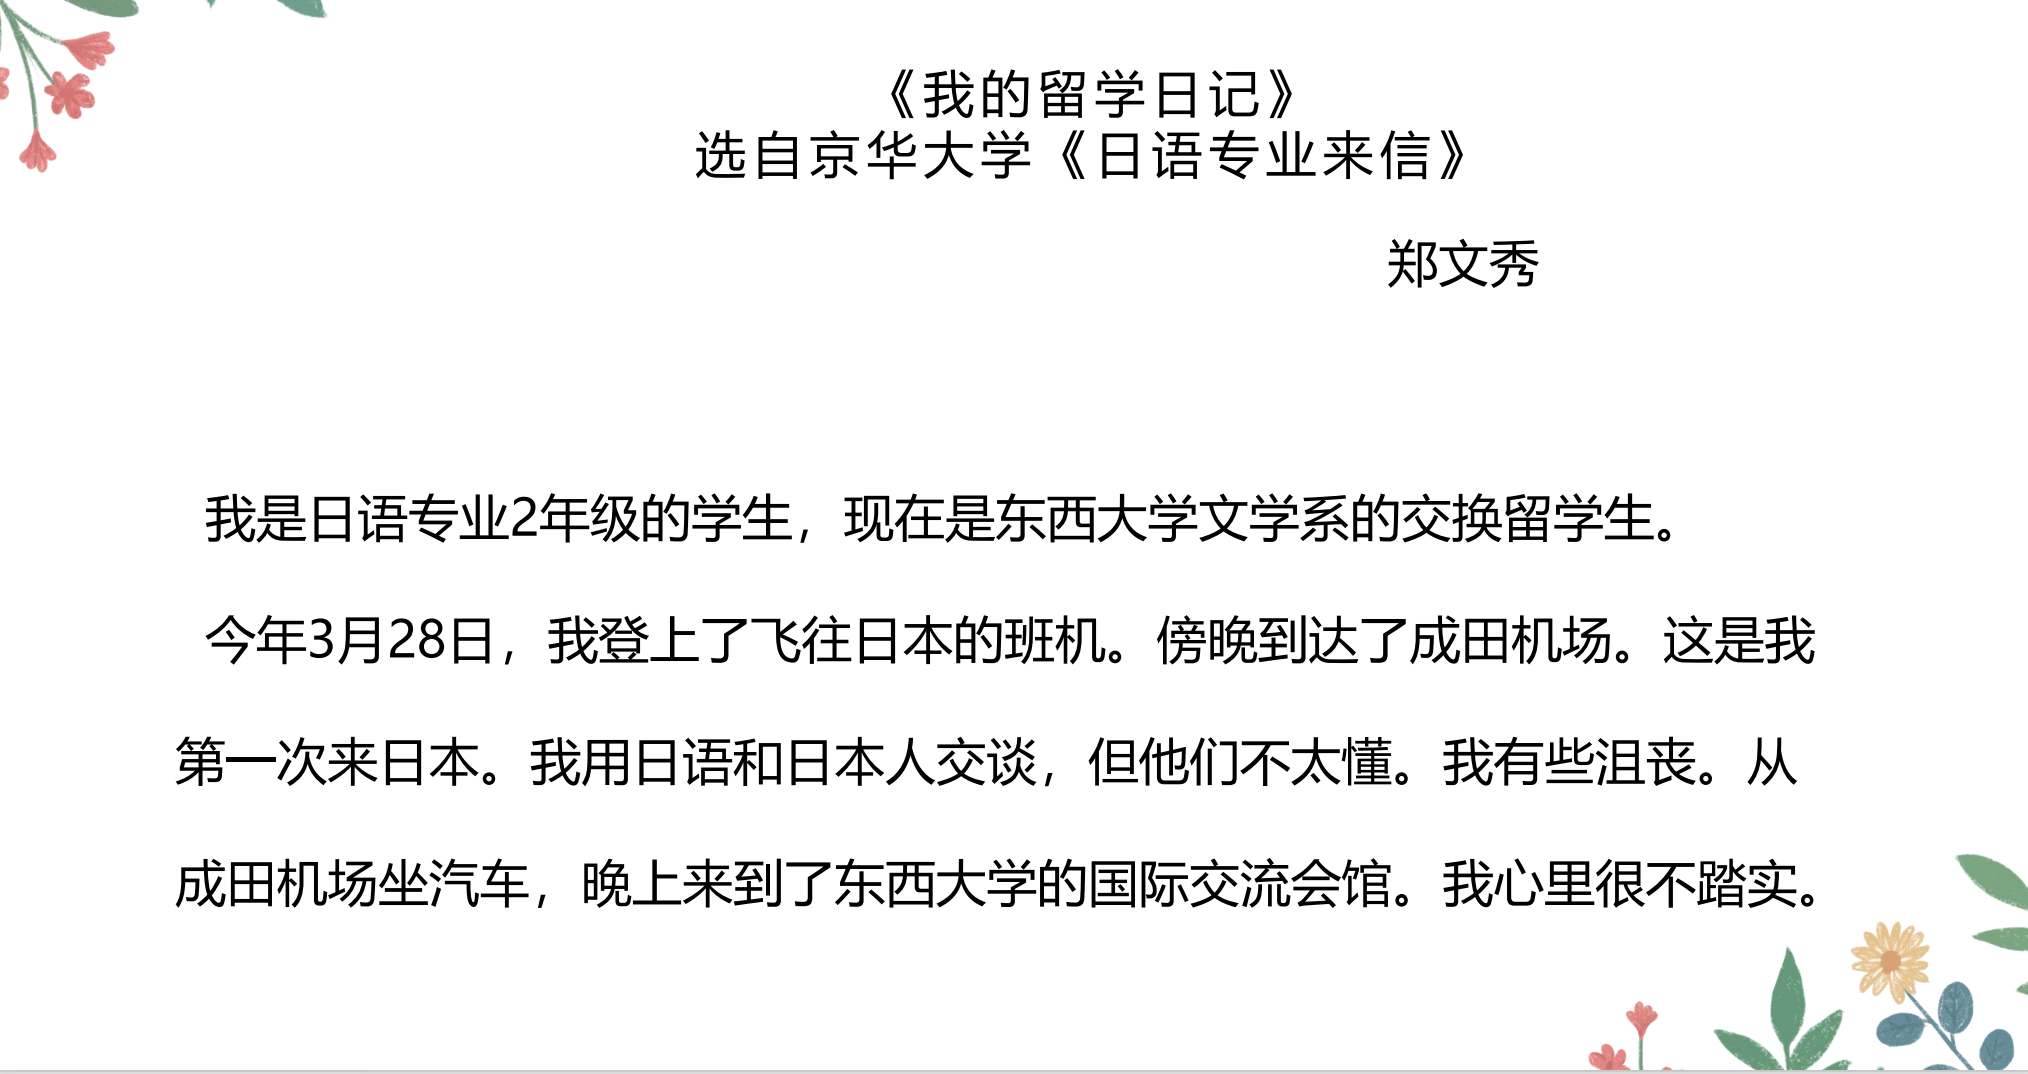 《我的留学日记》
选自京华大学《日语专业来信》
郑文秀
我是日语专业2年级的学生，现在是东西大学文学系的交换留学生。
今年3月28日，我登上了飞往日本的班机。傍晚到达了成田机场。这是我
第一次来日本。我用日语和日本人交谈，但他们不太懂。我有些沮丧。从
成田机场坐汽车，晚上来到了东西大学的国际交流会馆。我心里很不踏实。